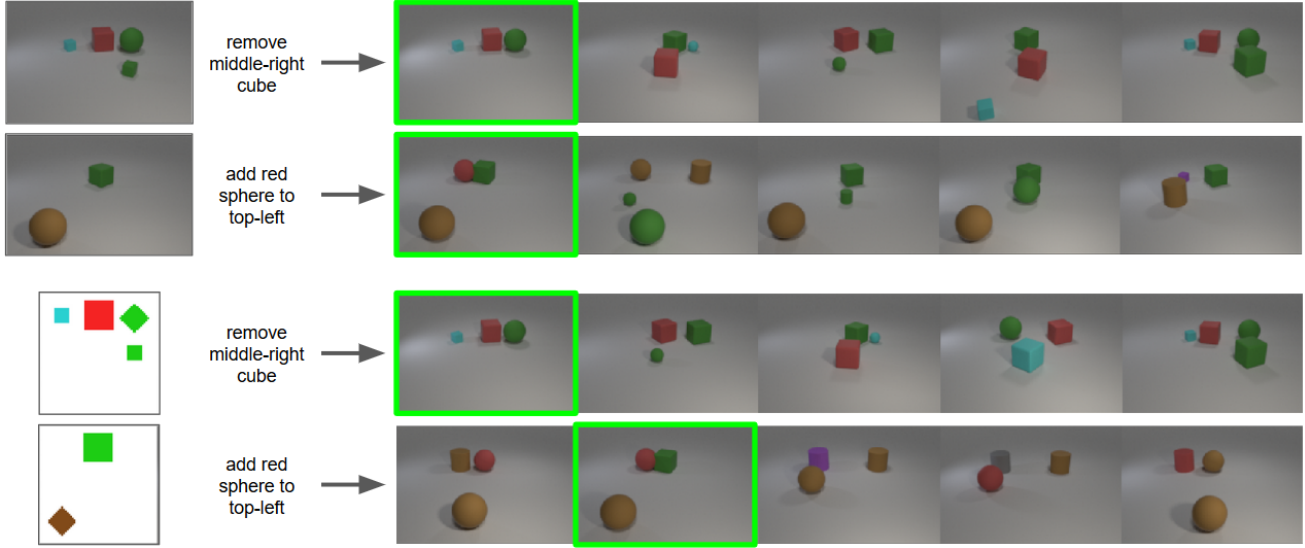 remove
middle-right
cube
add red
sphere to
top-left
remove
middle-right
cube
add red
sphere to
top-left